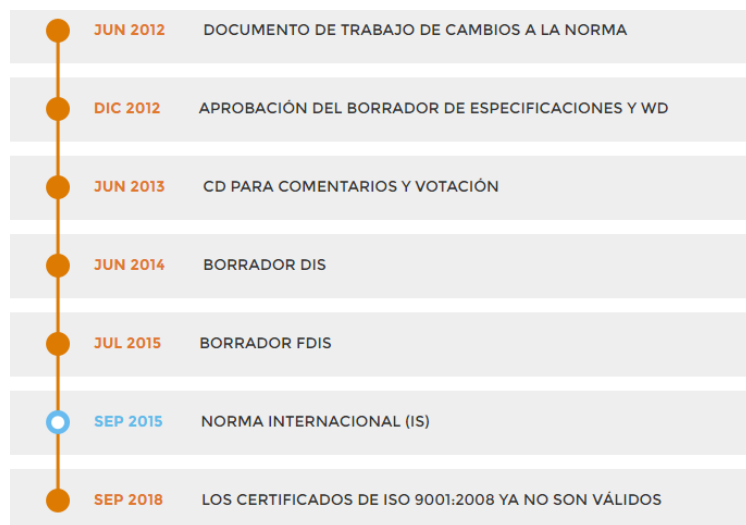 JUN 2012 DOCUMENTO DE TRABAJO DE CAMBIOS A LA NORMA
DIC 2012 APROBACIÓN DEL BORRADOR DE ESPECIFICACIONES Y WD
JUN 2013 CD PARA COMENTARIOS Y VOTACIÓN
JUN 2014 BORRADOR DIS
JUL 2015 BORRADOR FDIS
SEP 2015 NORMA INTERNACIONAL (IS)
SEP 2018 LOS CERTIFICADOS DE ISO 9001:2008 YA NO SON VÁLIDOS